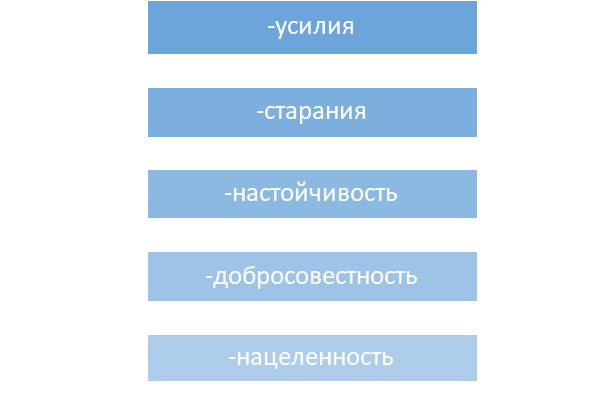 -усилия
-старания
-настойчивость
-добросовестность
-нацеленность